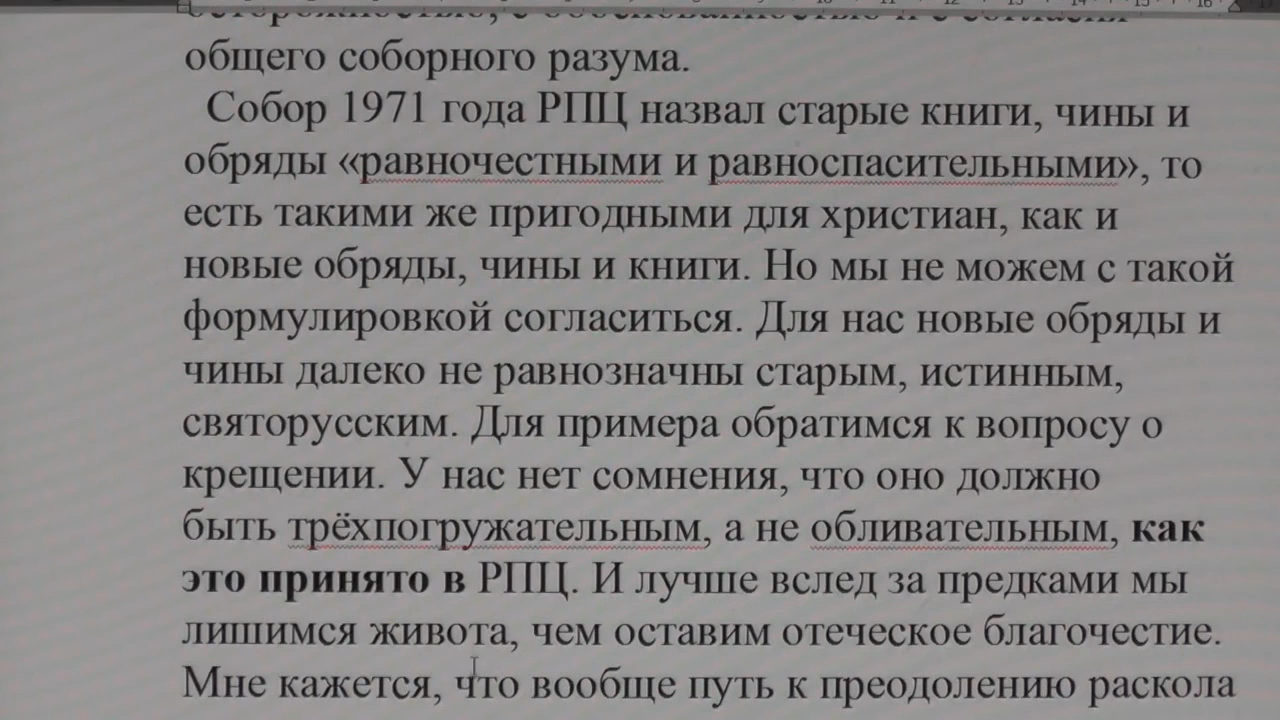 осторожностью, с обоснованностью и с согласия
общего соборного разума.
Собор 1971 года РПЦ назвал старые книги, чины и
обряды «равночестными и равноспасительными», то
есть такими же пригодными для христиан, как и
новые обряды, чины и книги. Но мы не можем с такой
формулировкой согласиться. Для нас новые обряды и
чины далеко не равнозначны старым, истинным,
святорусским. Для примера обратимся к вопросу о
крещении. У нас нет сомнения, что оно должно
быть трёхпогружательным, а не обливательным, как
это принято в РПЦ. И лучше вслед за предками мы
лишимся живота, чем оставим отеческое благочестие.
Мне кажется, что вообще путь к преодолению раскола